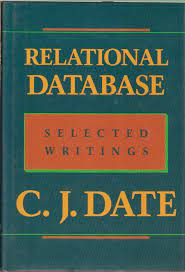 RELATIONAL
DATABASE
SELECTED
WRITINGS
C. J. DATE